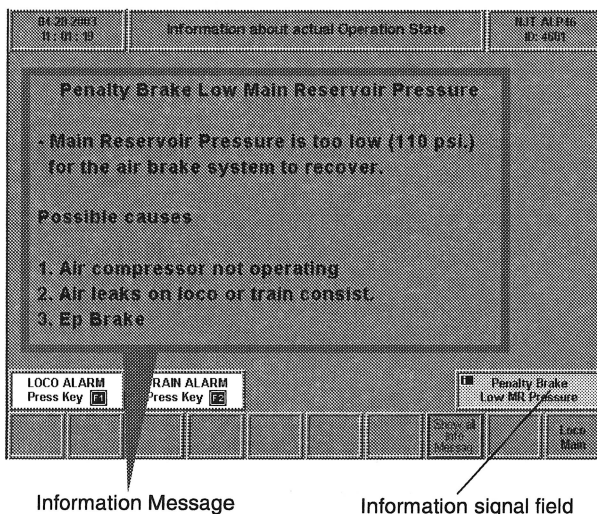 04-20-2003
11 : 01 : 19
Information about actual Operation State
NJT ALP46
ID: 4601
Penalty Brake Low Main Reservoir Pressure
- Main Reservoir Pressure is too low (110 psi.)
for the air brake system to recover.
Possible causes
1. Air compressor not operating
2. Air leaks on loco or train consist.
3. Ep Brake
LOCO ALARM
Press Key F1
TRAIN ALARM
Press Key F2
Penalty Brake
Low MR Pressure
Show all
Info
Messag.
Loco
Main
Information Message
Information signal field